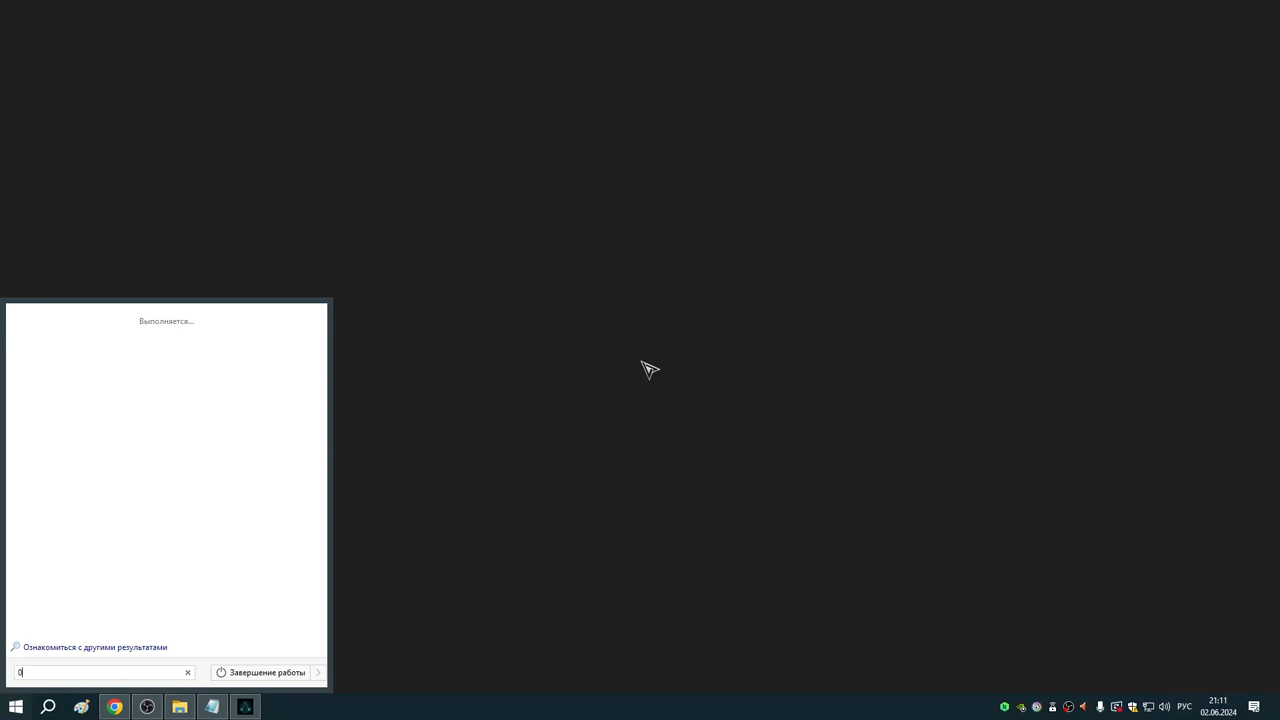 Выполняется...
Ознакомиться с другими результатами
0
Завершение работы
РУС
21:11
02.06.2024